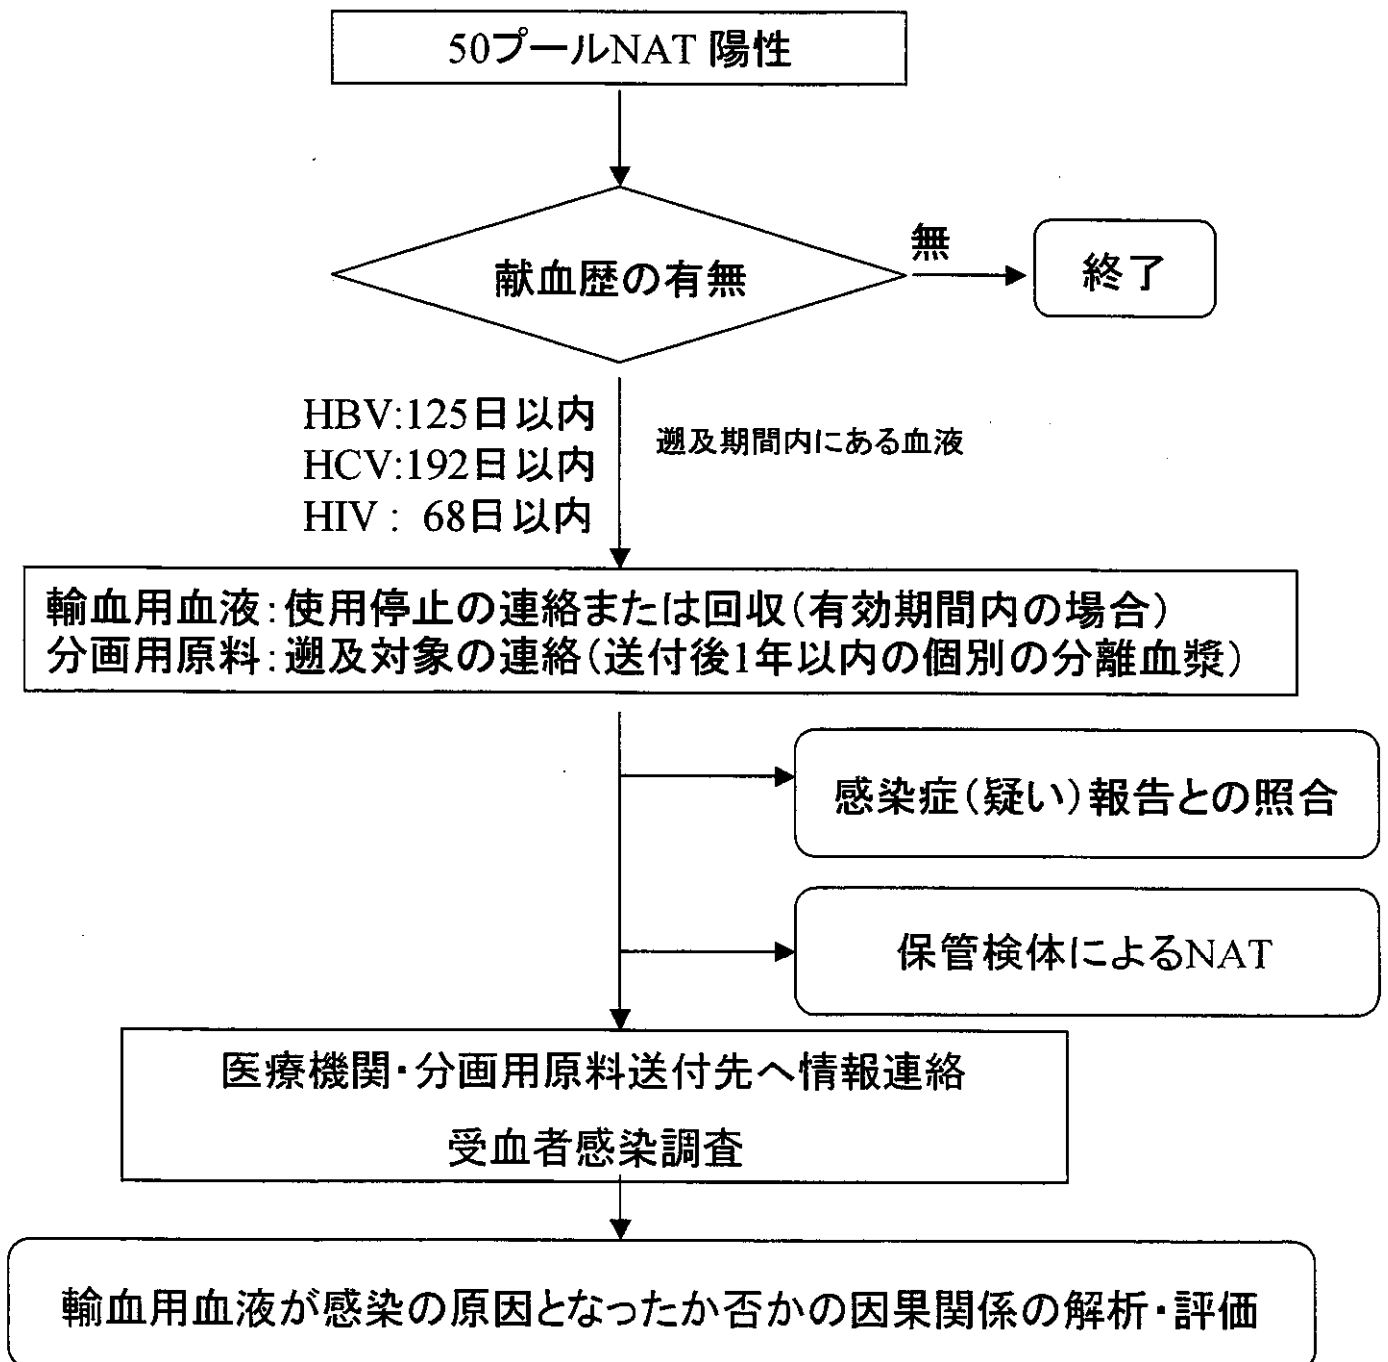 50プールNAT 陽性
献血歴の有無
無
終了
HBV:125日以内
HCV:192日以内
HIV : 68日以内
遡及期間内にある血液
輸血用血液:使用停止の連絡または回収(有効期間内の場合)
分画用原料:遡及対象の連絡(送付後1年以内の個別の分離血漿)
感染症(疑い)報告との照合
保管検体によるNAT
医療機関・分画用原料送付先へ情報連絡
受血者感染調査
輸血用血液が感染の原因となったか否かの因果関係の解析・評価